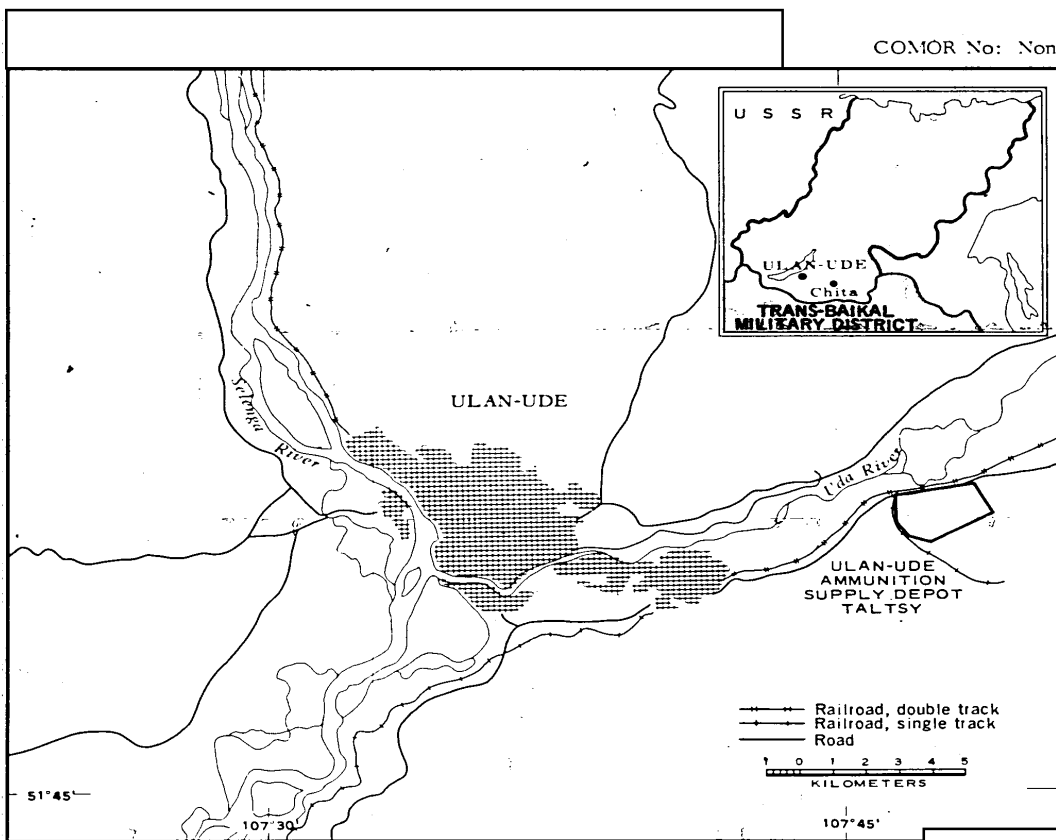 COMOR No: Non
U S S R
ULAN-UDE
Chita
TRANS-BAIKAL
MILITARY DISTRICT
Selenga
River
ULAN-UDE
Uda River
ULAN-UDE
AMMUNITION
SUPPLY DEPOT
TALTSY
Railroad, double track
Railroad, single track
Road
1 0 1 2 3 4 5
KILOMETERS
51°45'
107°30'
107°45'